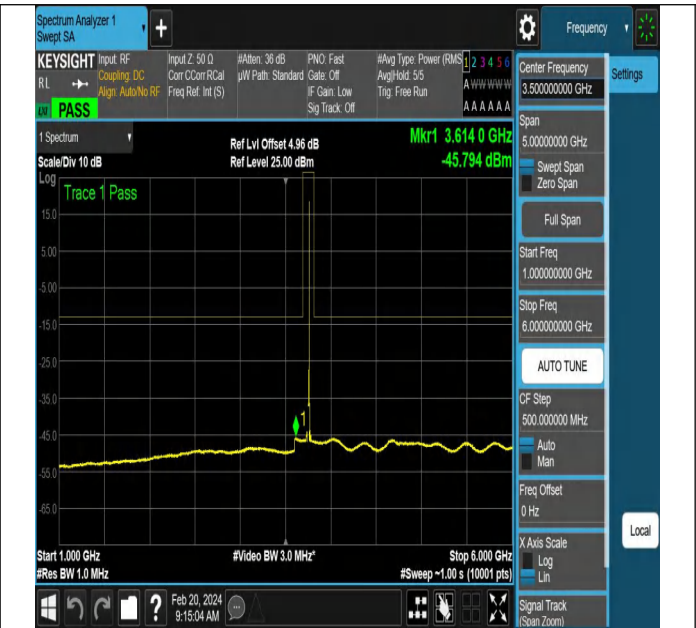 Spectrum Analyzer 1
Swept SA
Frequency
KEYSIGHT
RL
PASS
Input: RF
Coupling: DC
Align: Auto/No RF
Input Z: 50 Ω
Corr CCorr RCal
Freq Ref: Int (S)
#Atten: 36 dB
µW Path: Standard
PNO: Fast
Gate: Off
IF Gain: Low
Sig Track: Off
#Avg Type: Power (RMS
Avg|Hold: 5/5
Trig: Free Run
1 2 3 4 5 6
A W W W W W
A A A A A A
Settings
Center Frequency
3.500000000 GHz
Span
5.00000000 GHz
Swept Span
Zero Span
Full Span
Start Freq
1.000000000 GHz
Stop Freq
6.000000000 GHz
AUTO TUNE
CF Step
500.000000 MHz
Auto
Man
Freq Offset
0 Hz
X Axis Scale
Log
Lin
Signal Track
(Span Zoom)
Local
1 Spectrum
Scale/Div 10 dB
Ref Lvl Offset 4.96 dB
Ref Level 25.00 dBm
Mkr1 3.614 0 GHz
-45.794 dBm
Log
Trace 1 Pass
15.0
5.00
-5.00
-15.0
-25.0
-35.0
-45.0
-55.0
-65.0
1
Start 1.000 GHz
#Res BW 1.0 MHz
#Video BW 3.0 MHz*
Stop 6.000 GHz
#Sweep ~1.00 s (10001 pts)
?
Feb 20, 2024
9:15:04 AM